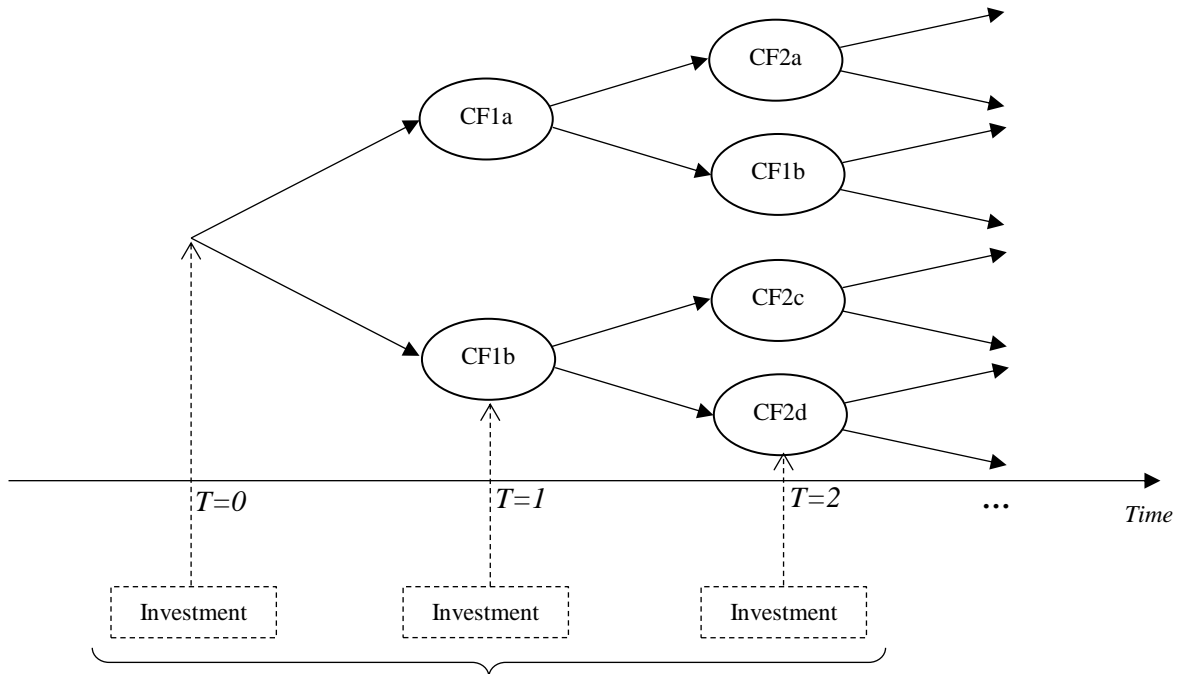 CF2a
CF1a
CF1b
CF2c
CF1b
CF2d
T=0
T=1
T=2
...
Time
Investment
Investment
Investment